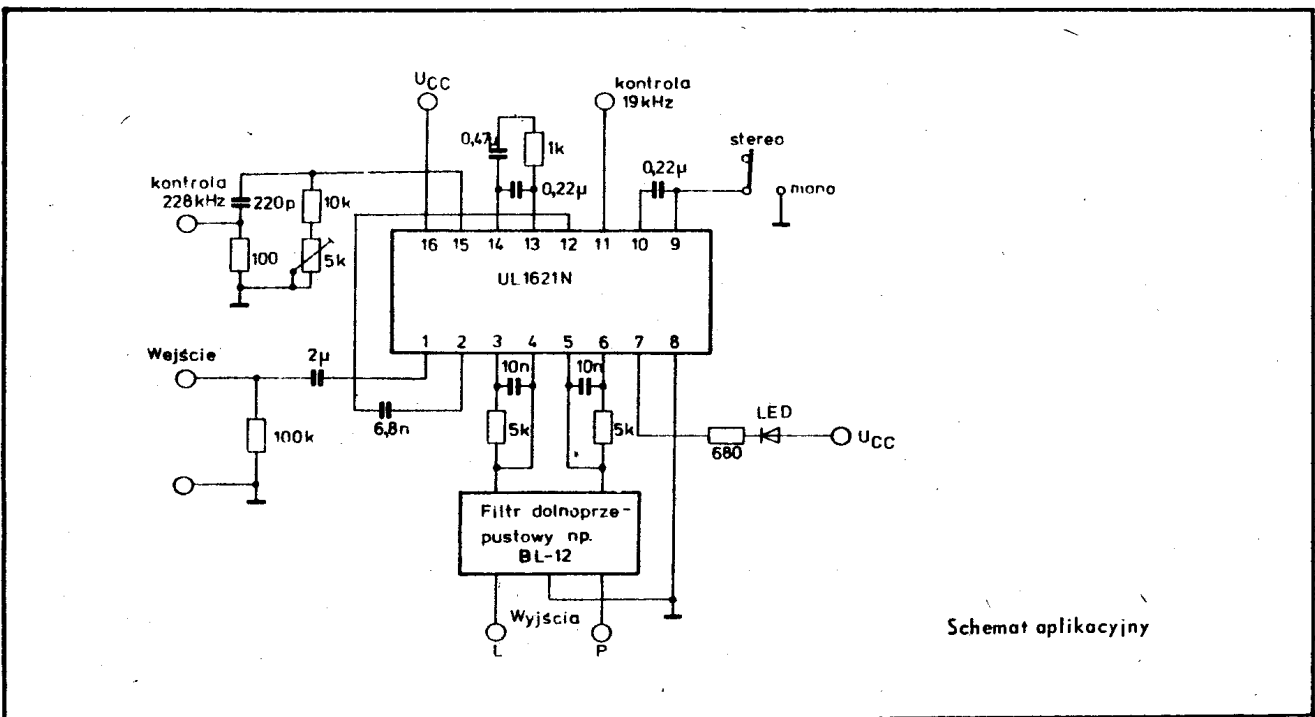 UCC
kontrola
19kHz
0,47µ
1k
stereo
0,22µ
0,22µ
mono
kontrola
228kHz
220p
10k
100
5k
16 15 14 13 12 11 10 9
UL1621N
1 2 3 4 5 6 7 8
Wejście
2µ
100k
6,8n
10n
10n
5k
5k
LED
680
UCC
Filtr dolnoprze-
pustowy np.
BL-12
Wyjścia
L
P
Schemat aplikacyjny